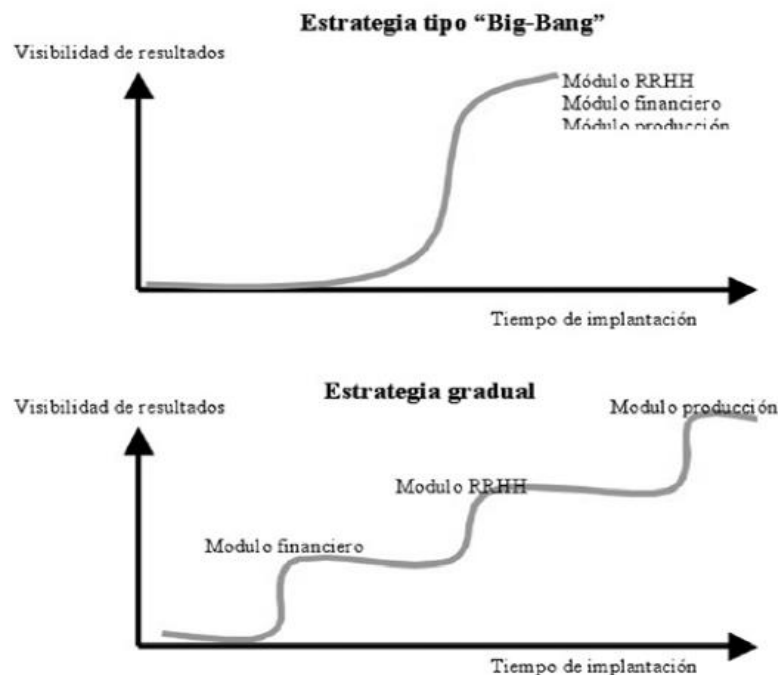 Estrategia tipo “Big-Bang”
Visibilidad de resultados
Módulo RRHH
Módulo financiero
Módulo producción
Tiempo de implantación
Estrategia gradual
Visibilidad de resultados
Modulo producción
Modulo RRHH
Modulo financiero
Tiempo de implantación